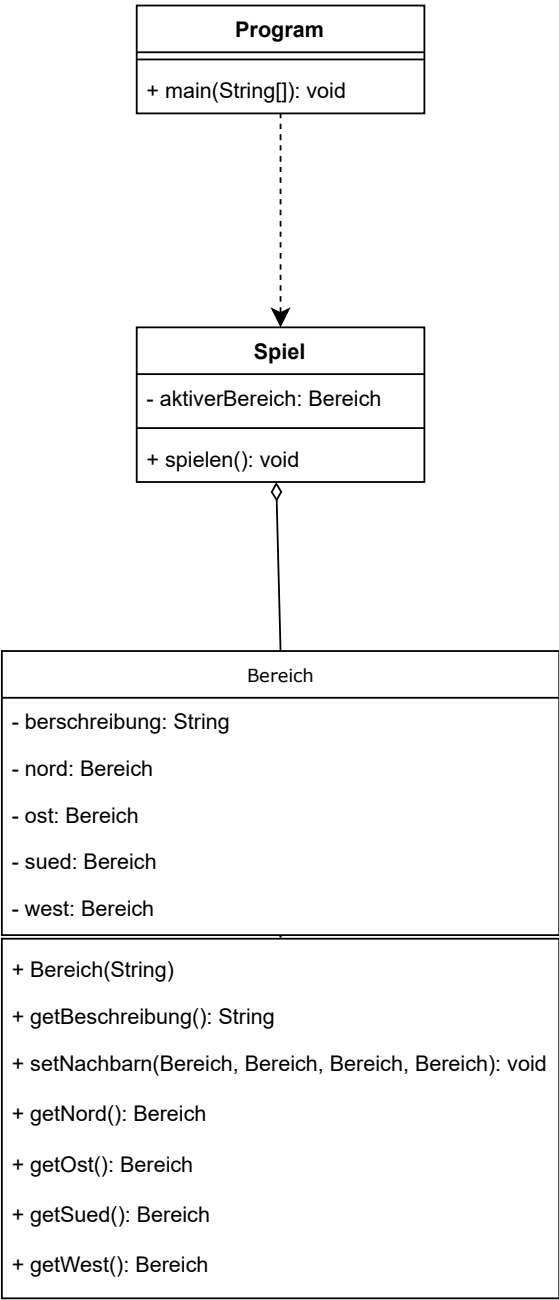 Program
+ main(String[]): void
Spiel
- aktiverBereich: Bereich
+ spielen(): void
Bereich
- berschreibung: String
- nord: Bereich
- ost: Bereich
- sued: Bereich
- west: Bereich
+ Bereich(String)
+ getBeschreibung(): String
+ setNachbarn(Bereich, Bereich, Bereich, Bereich): void
+ getNord(): Bereich
+ getOst(): Bereich
+ getSued(): Bereich
+ getWest(): Bereich